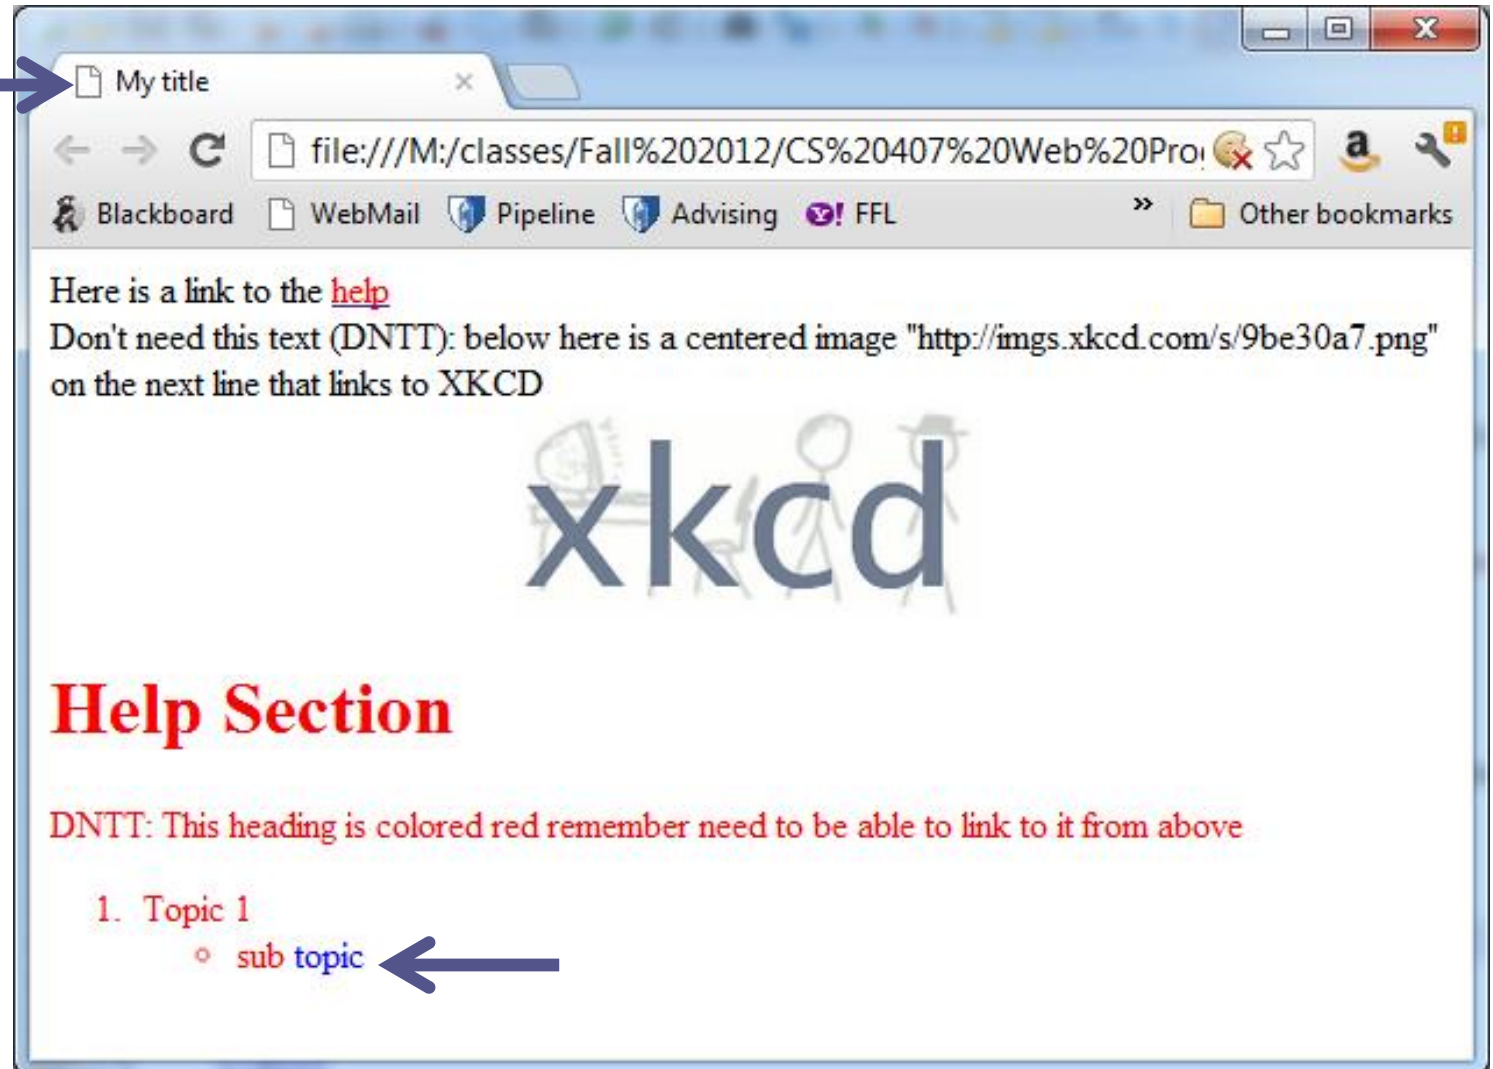 My title
file:///M:/classes/Fall%202012/CS%20407%20Web%20Pro
a
Blackboard WebMail Pipeline Advising Y! FFL » Other bookmarks
Here is a link to the help
Don't need this text (DNTT): below here is a centered image "http://imgs.xkcd.com/s/9be30a7.png"
on the next line that links to XKCD
xkcd
Help Section
DNTT: This heading is colored red remember need to be able to link to it from above
1. Topic 1
sub topic